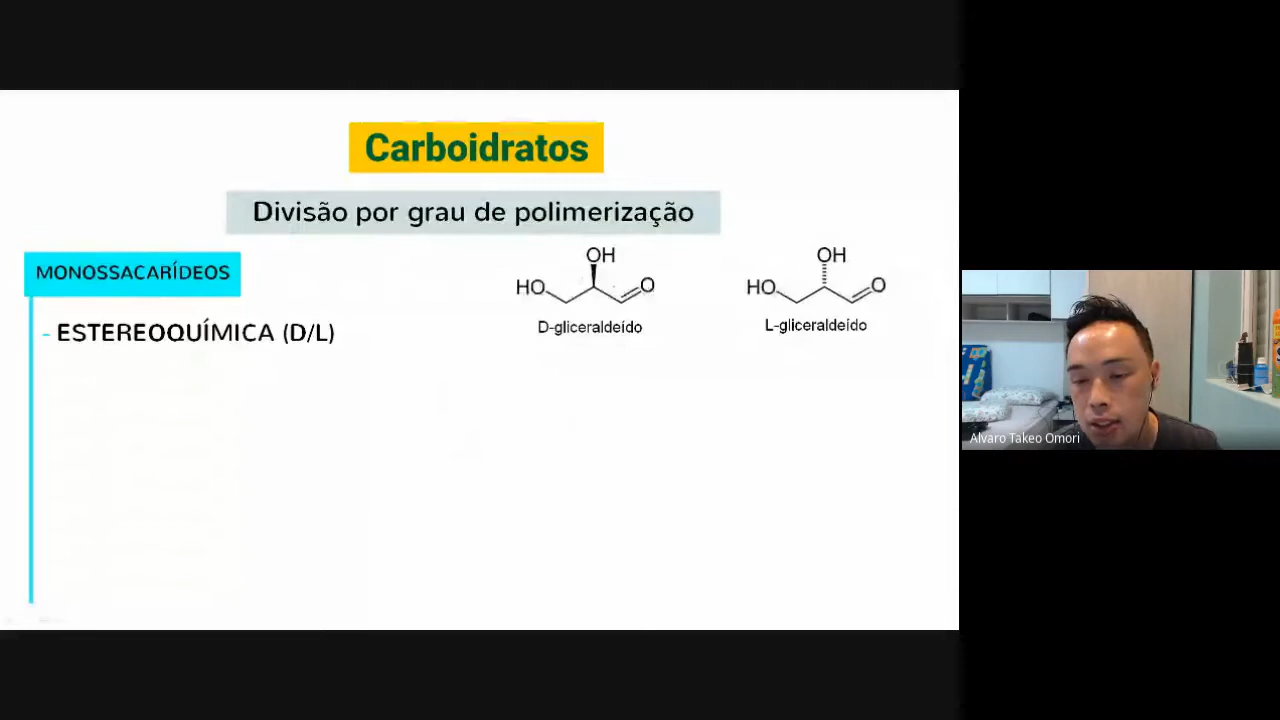 Carboidratos
Divisão por grau de polimerização
MONOSSACARÍDEOS
- ESTEREOQUÍMICA (D/L)
OH
HO
O
D-gliceraldeído
OH
HO
O
L-gliceraldeído
Alvaro Takeo Omori